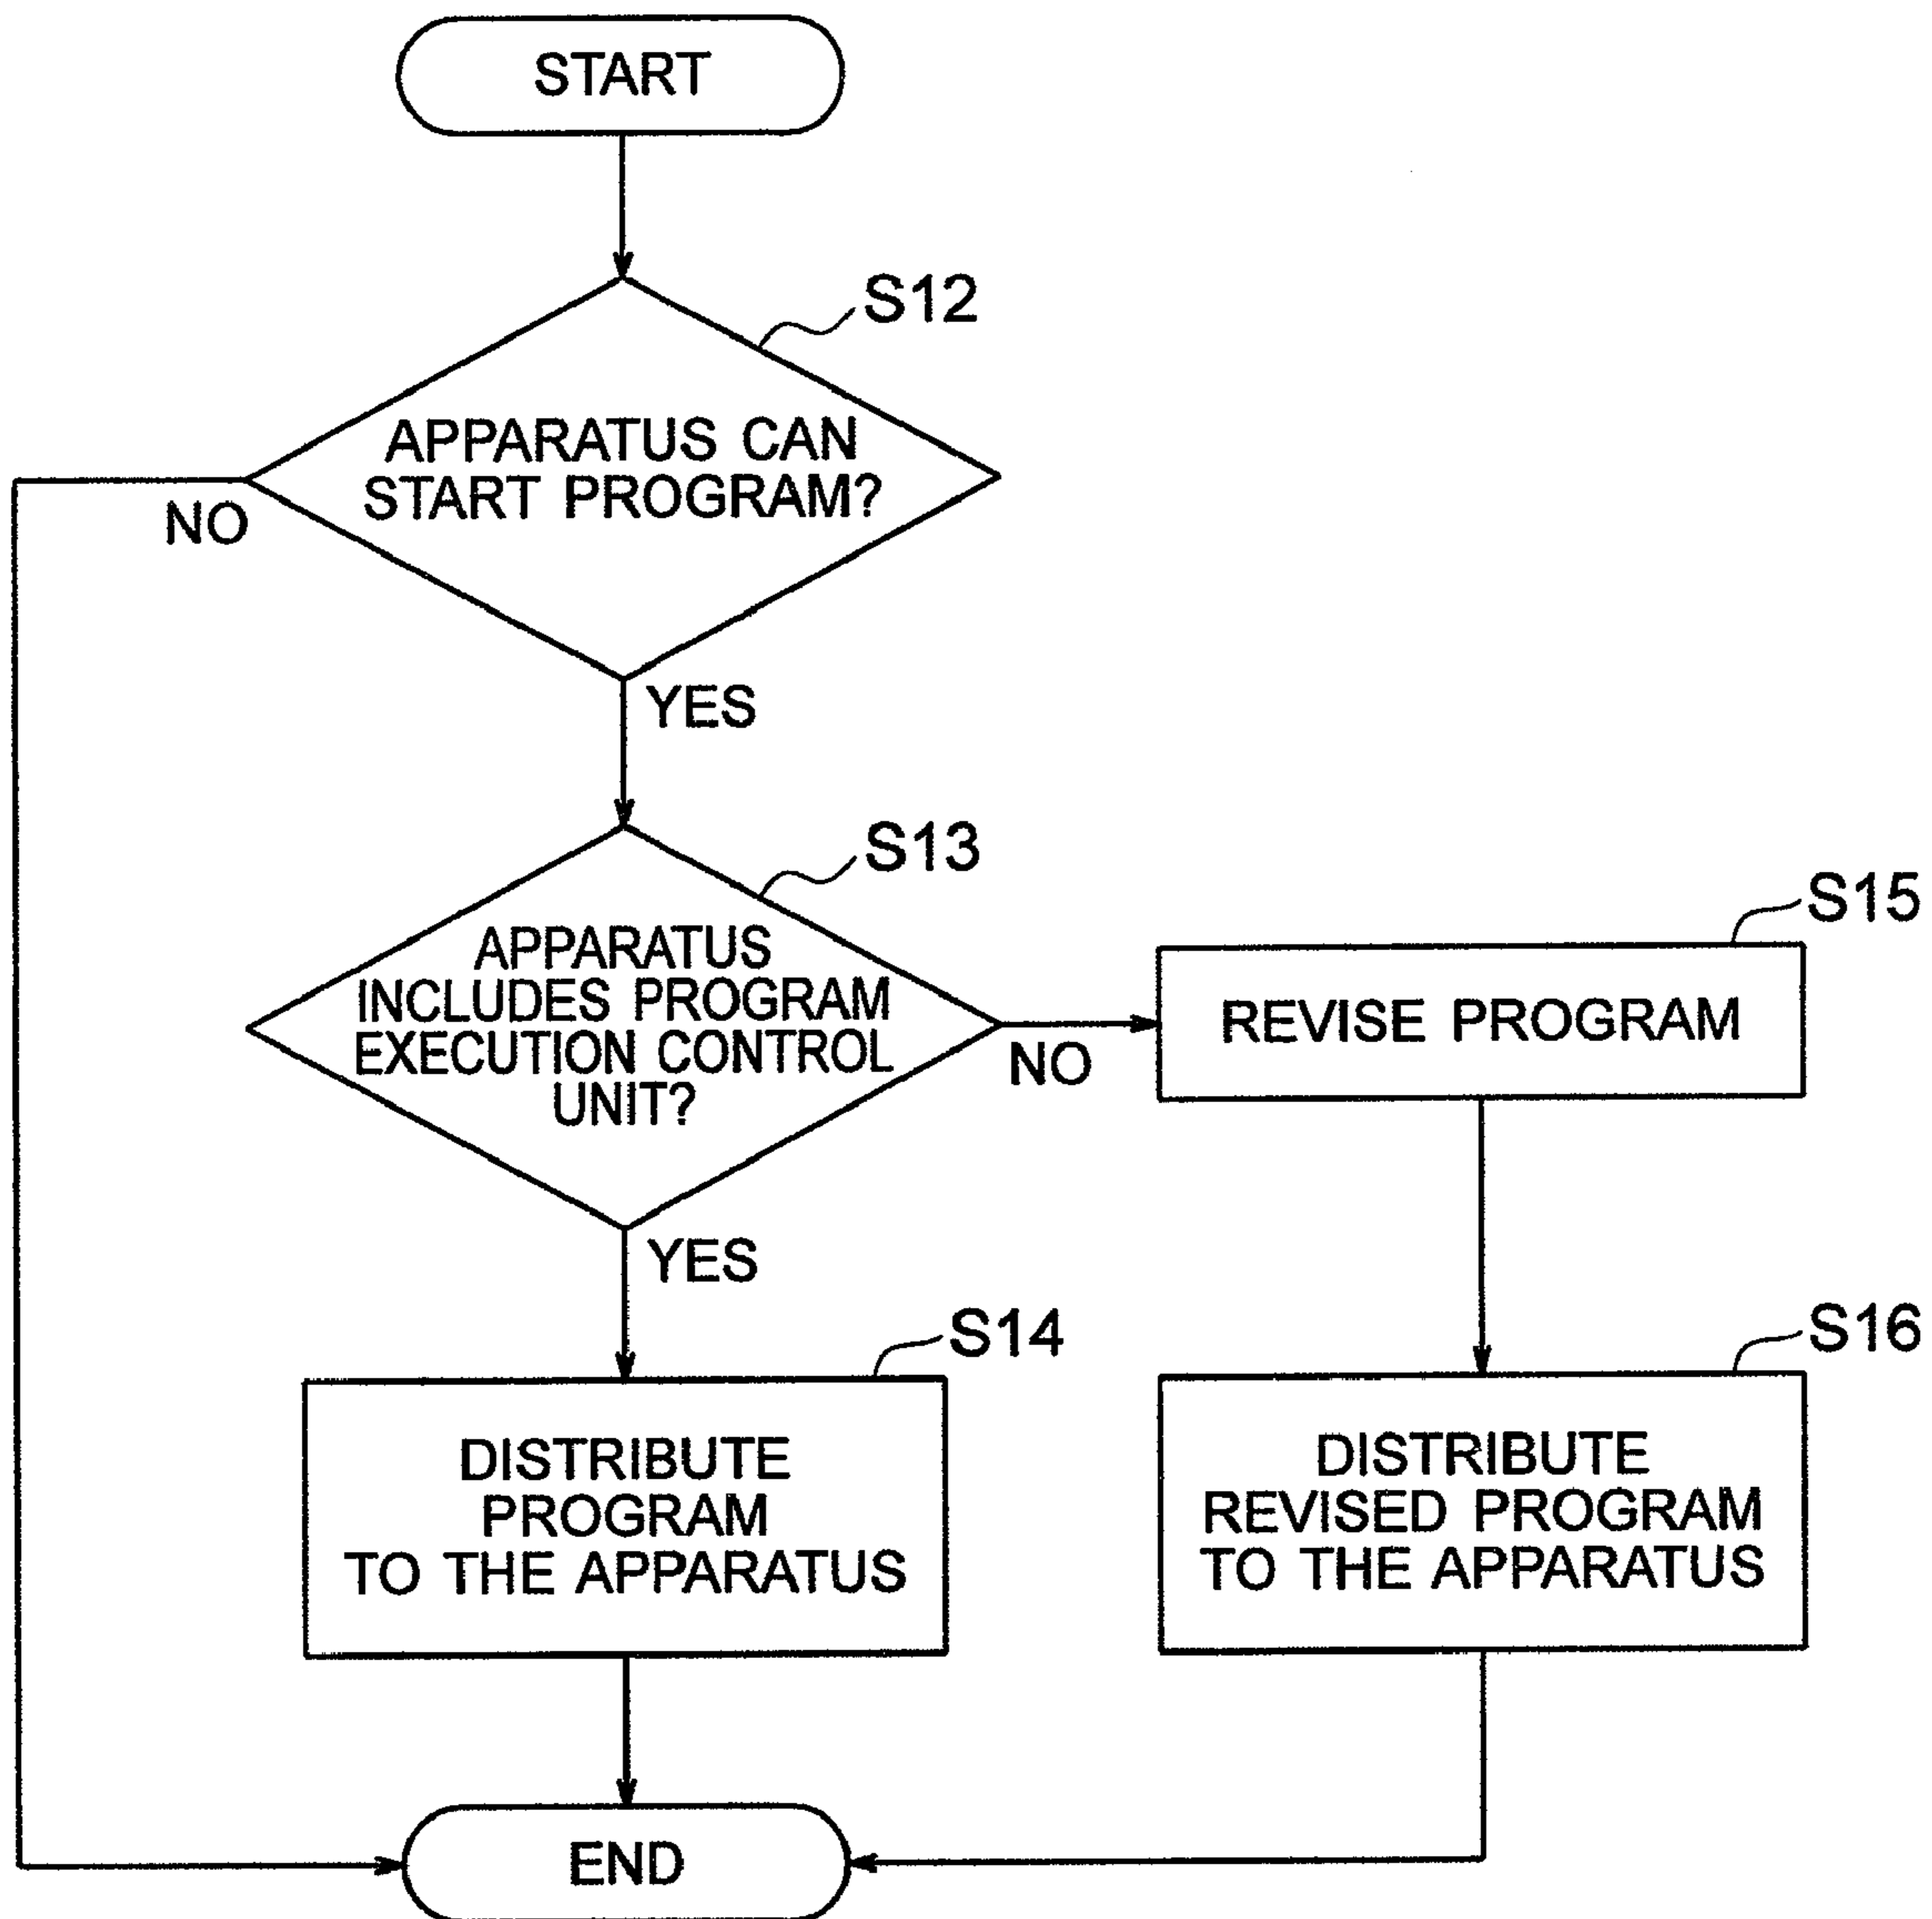 START
S12
APPARATUS CAN
START PROGRAM?
NO
YES
S13
APPARATUS
INCLUDES PROGRAM
EXECUTION CONTROL
UNIT?
NO
S15
REVISE PROGRAM
YES
S14
DISTRIBUTE
PROGRAM
TO THE APPARATUS
S16
DISTRIBUTE
REVISED PROGRAM
TO THE APPARATUS
END